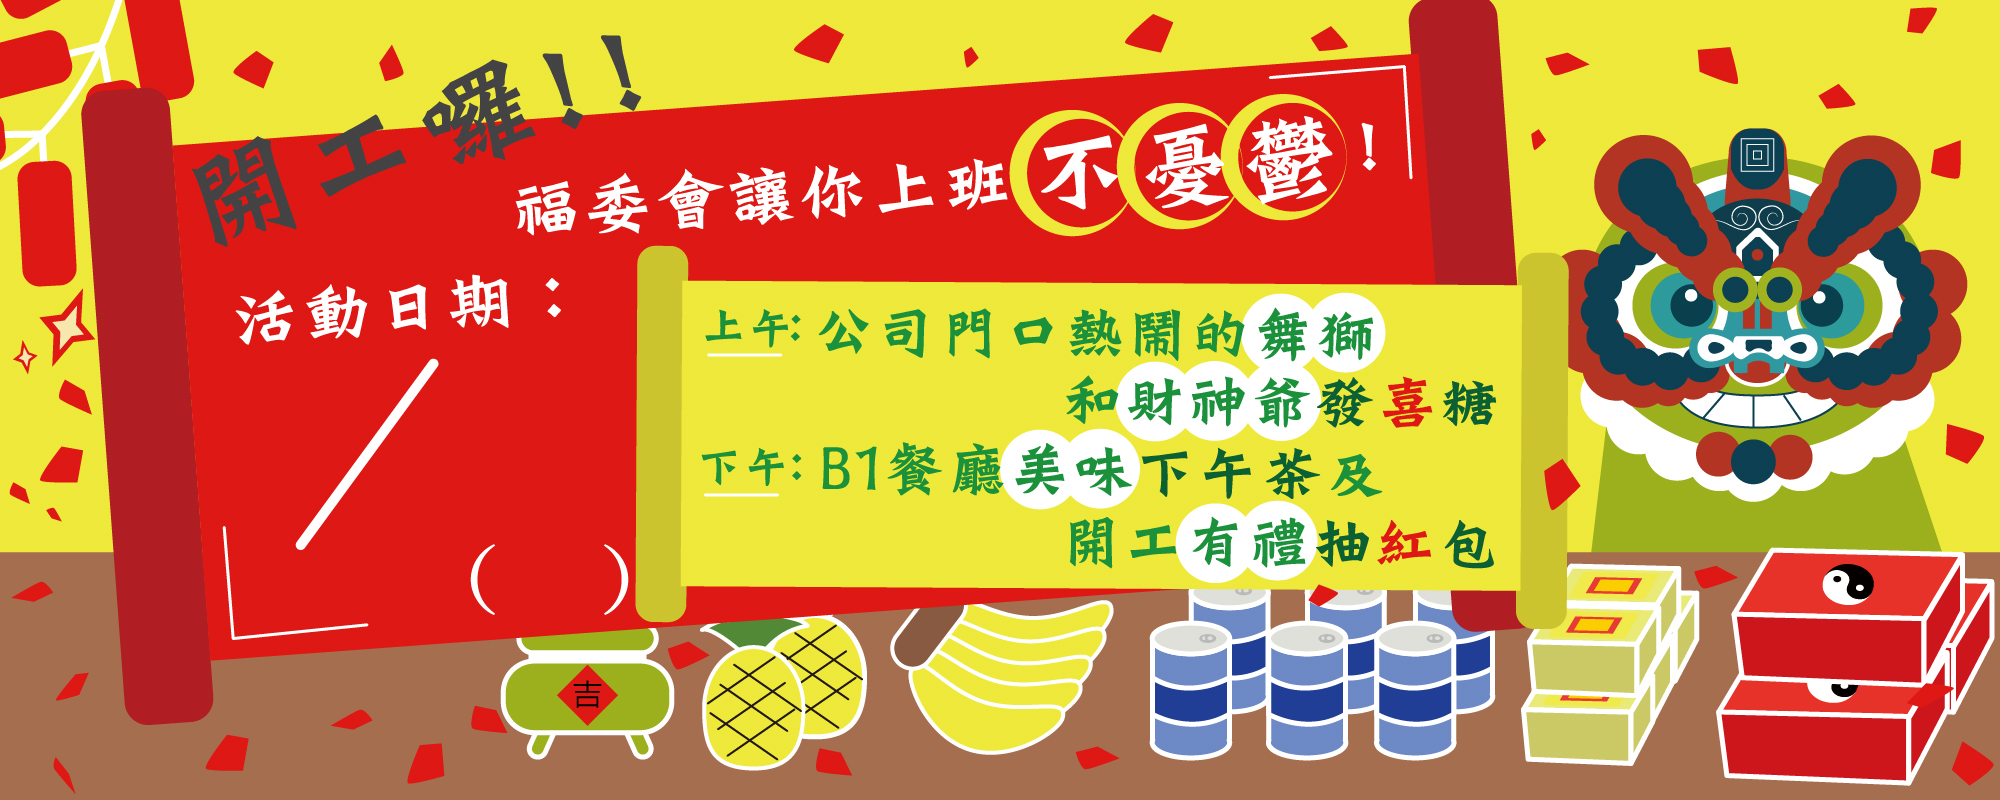 開工囉!!
福委會讓你上班不憂鬱!
活動日期：
/
(　　)
上午：公司門口熱鬧的舞獅
和財神爺發喜糖
下午：B1餐廳美味下午茶及
開工有禮抽紅包
吉